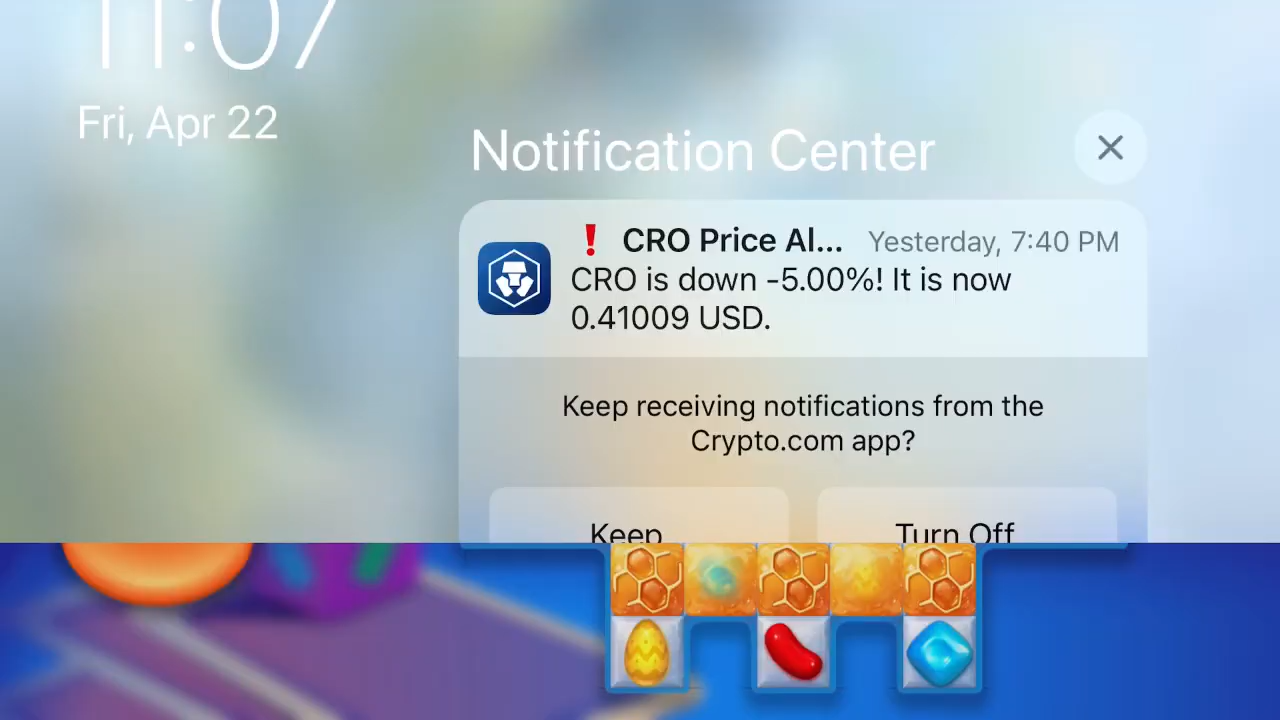 11:07
Fri, Apr 22
Notification Center
❗ CRO Price Al... Yesterday, 7:40 PM
CRO is down -5.00%! It is now
0.41009 USD.
Keep receiving notifications from the
Crypto.com app?
Keep Turn Off